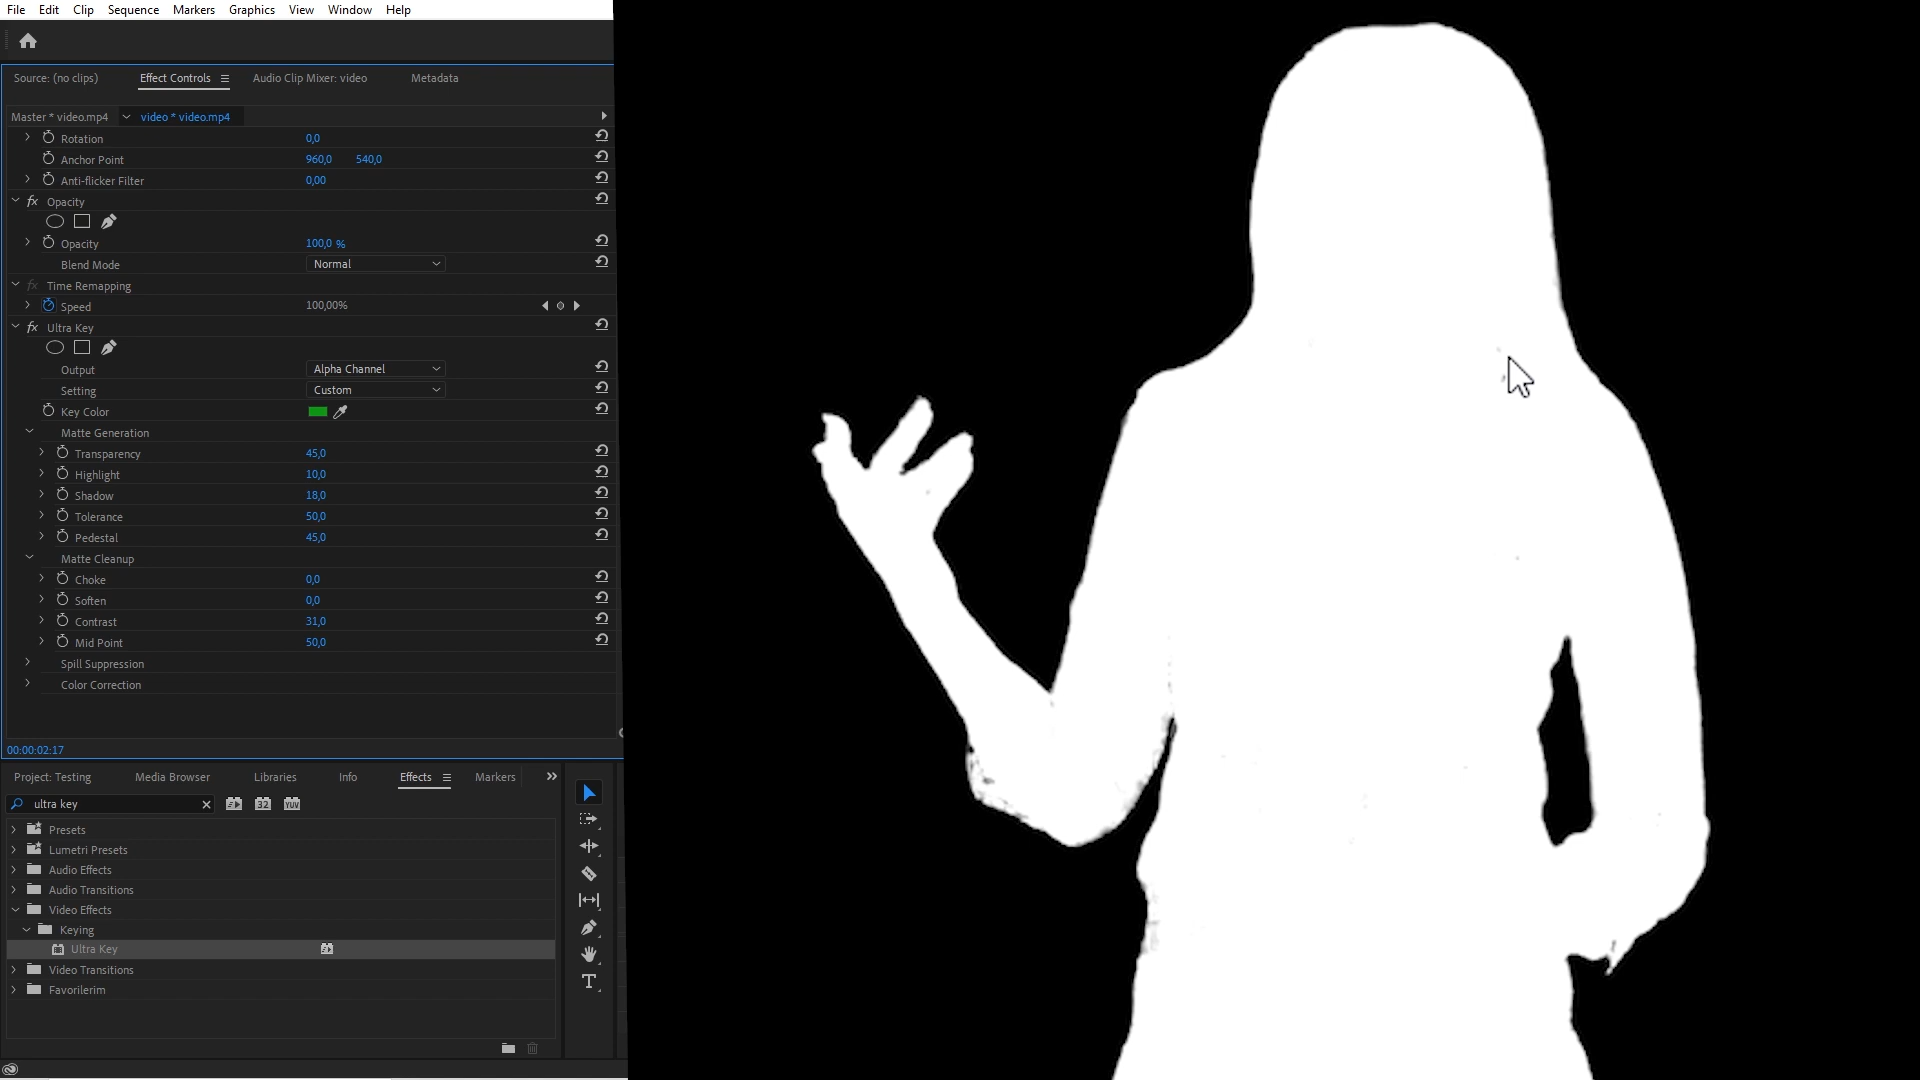 File Edit Clip Sequence Markers Graphics View Window Help
Source: (no clips) Effect Controls Audio Clip Mixer: video Metadata
Master * video.mp4 video * video.mp4
Rotation 0,0
Anchor Point 960,0 540,0
Anti-flicker Filter 0,00
fx Opacity
Opacity 100,0 %
Blend Mode Normal
fx Time Remapping
Speed 100,00%
fx Ultra Key
Output Alpha Channel
Setting Custom
Key Color
Matte Generation
Transparency 45,0
Highlight 10,0
Shadow 18,0
Tolerance 50,0
Pedestal 45,0
Matte Cleanup
Choke 0,0
Soften 0,0
Contrast 31,0
Mid Point 50,0
Spill Suppression
Color Correction
00:00:02:17
Project: Testing Media Browser Libraries Info Effects Markers
ultra key 32 YUV
Presets
Lumetri Presets
Audio Effects
Audio Transitions
Video Effects
Keying
Ultra Key
Video Transitions
Favorilerim